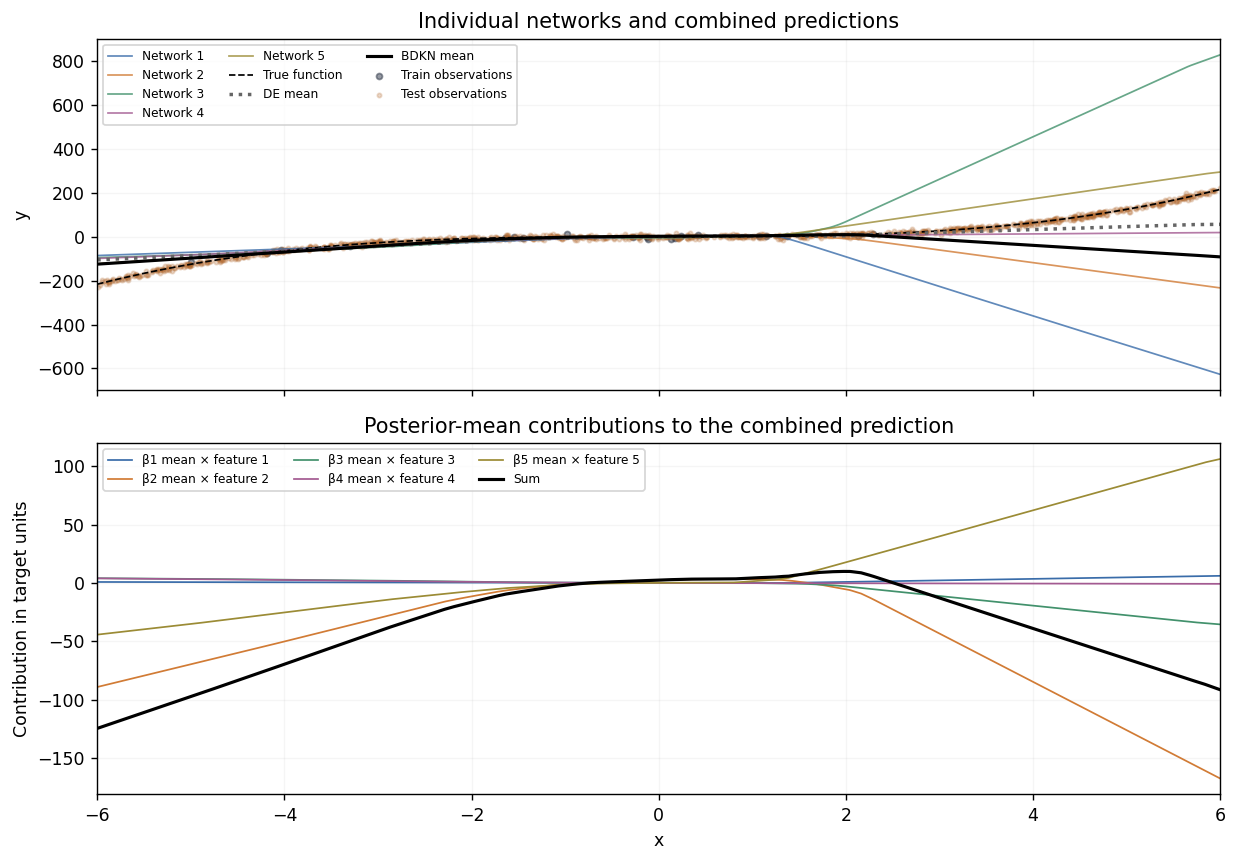 Individual networks and combined predictions
Network 1
Network 2
Network 3
Network 4
Network 5
True function
DE mean
BDKN mean
Train observations
Test observations
800
600
400
200
0
−200
−400
−600
y
Posterior-mean contributions to the combined prediction
β1 mean × feature 1
β2 mean × feature 2
β3 mean × feature 3
β4 mean × feature 4
β5 mean × feature 5
Sum
100
50
0
−50
−100
−150
Contribution in target units
−6
−4
−2
0
2
4
6
x